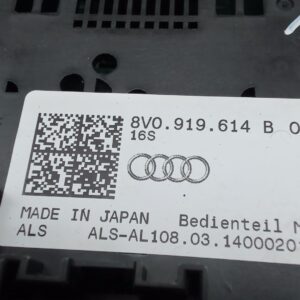 8V0.919.614 B
16S
MADE IN JAPAN Bedienteil
ALS ALS-AL108.03.1400020